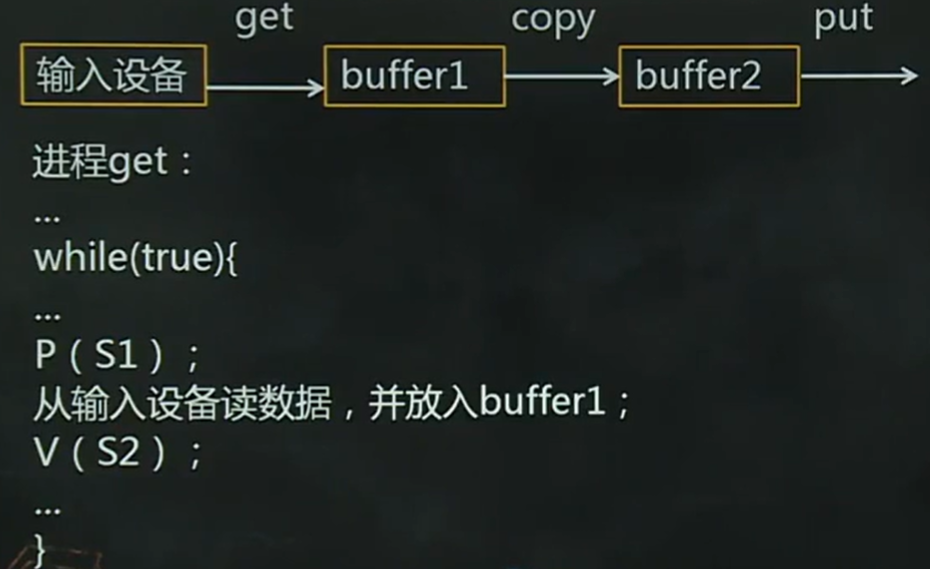 get copy put
输入设备 buffer1 buffer2
进程get：
...
while(true){
...
P（S1）；
从输入设备读数据，并放入buffer1；
V（S2）；
...
}